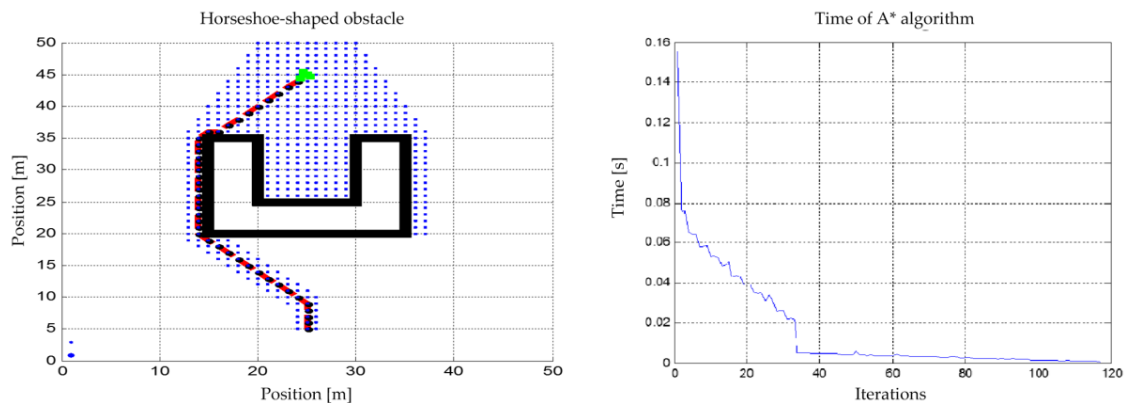 Horseshoe-shaped obstacle
Position [m]
50
45
40
35
30
25
20
15
10
5
0
0 10 20 30 40 50
Position [m]
Time of A* algorithm
Time [s]
0.16
0.14
0.12
0.1
0.08
0.06
0.04
0.02
0
0 20 40 60 80 100 120
Iterations